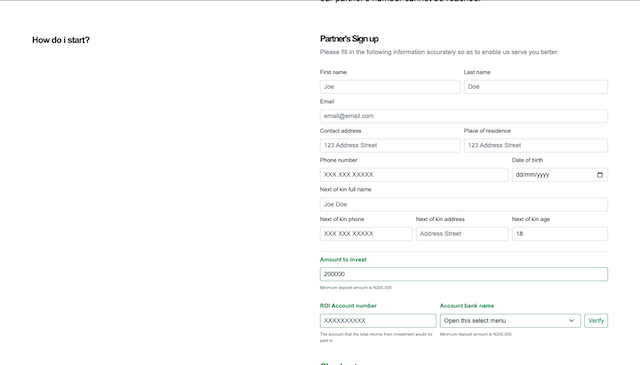 How do i start?
Partner's Sign up
Please fill in the following information accurately so as to enable us serve you better.
First name
Last name
Joe
Doe
Email
email@email.com
Contact address
Place of residence
123 Address Street
123 Address Street
Phone number
Date of birth
XXX XXX XXXXX
dd/mm/yyyy
Next of kin full name
Joe Doe
Next of kin phone
Next of kin address
Next of kin age
XXX XXX XXXXX
Address Street
18
Amount to invest
200000
Minimum deposit amount is N200,000
ROI Account number
Account bank name
XXXXXXXXXX
Open this select menu
Verify
The account that the total returns from investment would be
paid to
Minimum deposit amount is N200,000